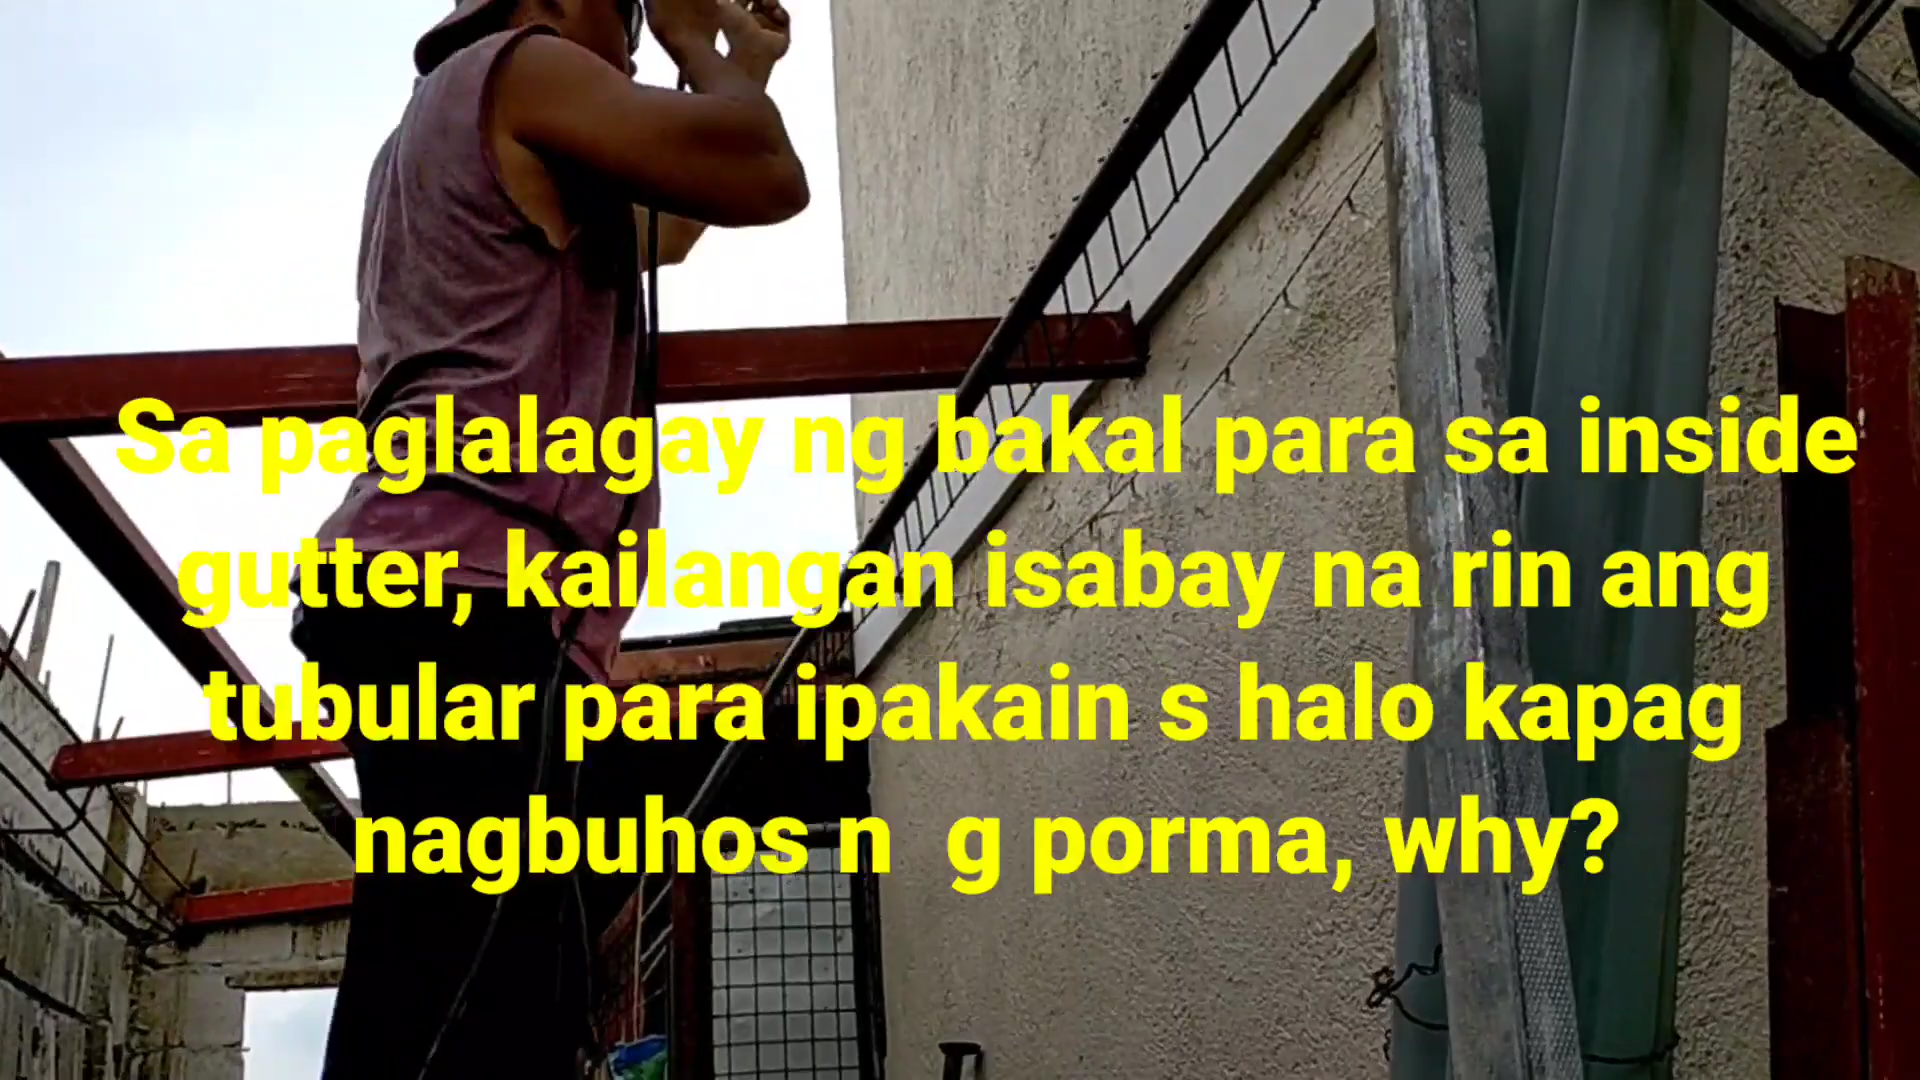 Sa paglalagay ng bakal para sa inside
gutter, kailangan isabay na rin ang
tubular para ipakain s halo kapag
nagbuhos n  g porma, why?